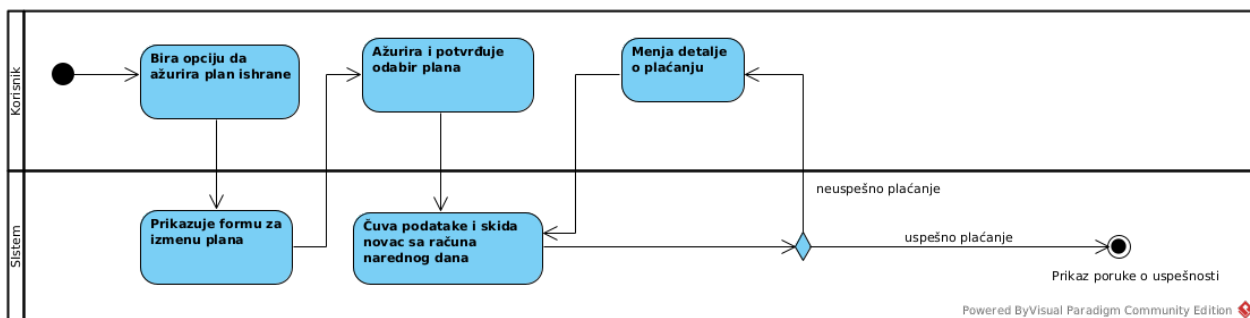 Korisnik
Bira opciju da
ažurira plan ishrane
Ažurira i potvrđuje
odabir plana
Menja detalje
o plaćanju
SIstem
Prikazuje formu za
izmenu plana
Čuva podatake i skida
novac sa računa
narednog dana
neuspešno plaćanje
uspešno plaćanje
Prikaz poruke o uspešnosti
Powered ByVisual Paradigm Community Edition